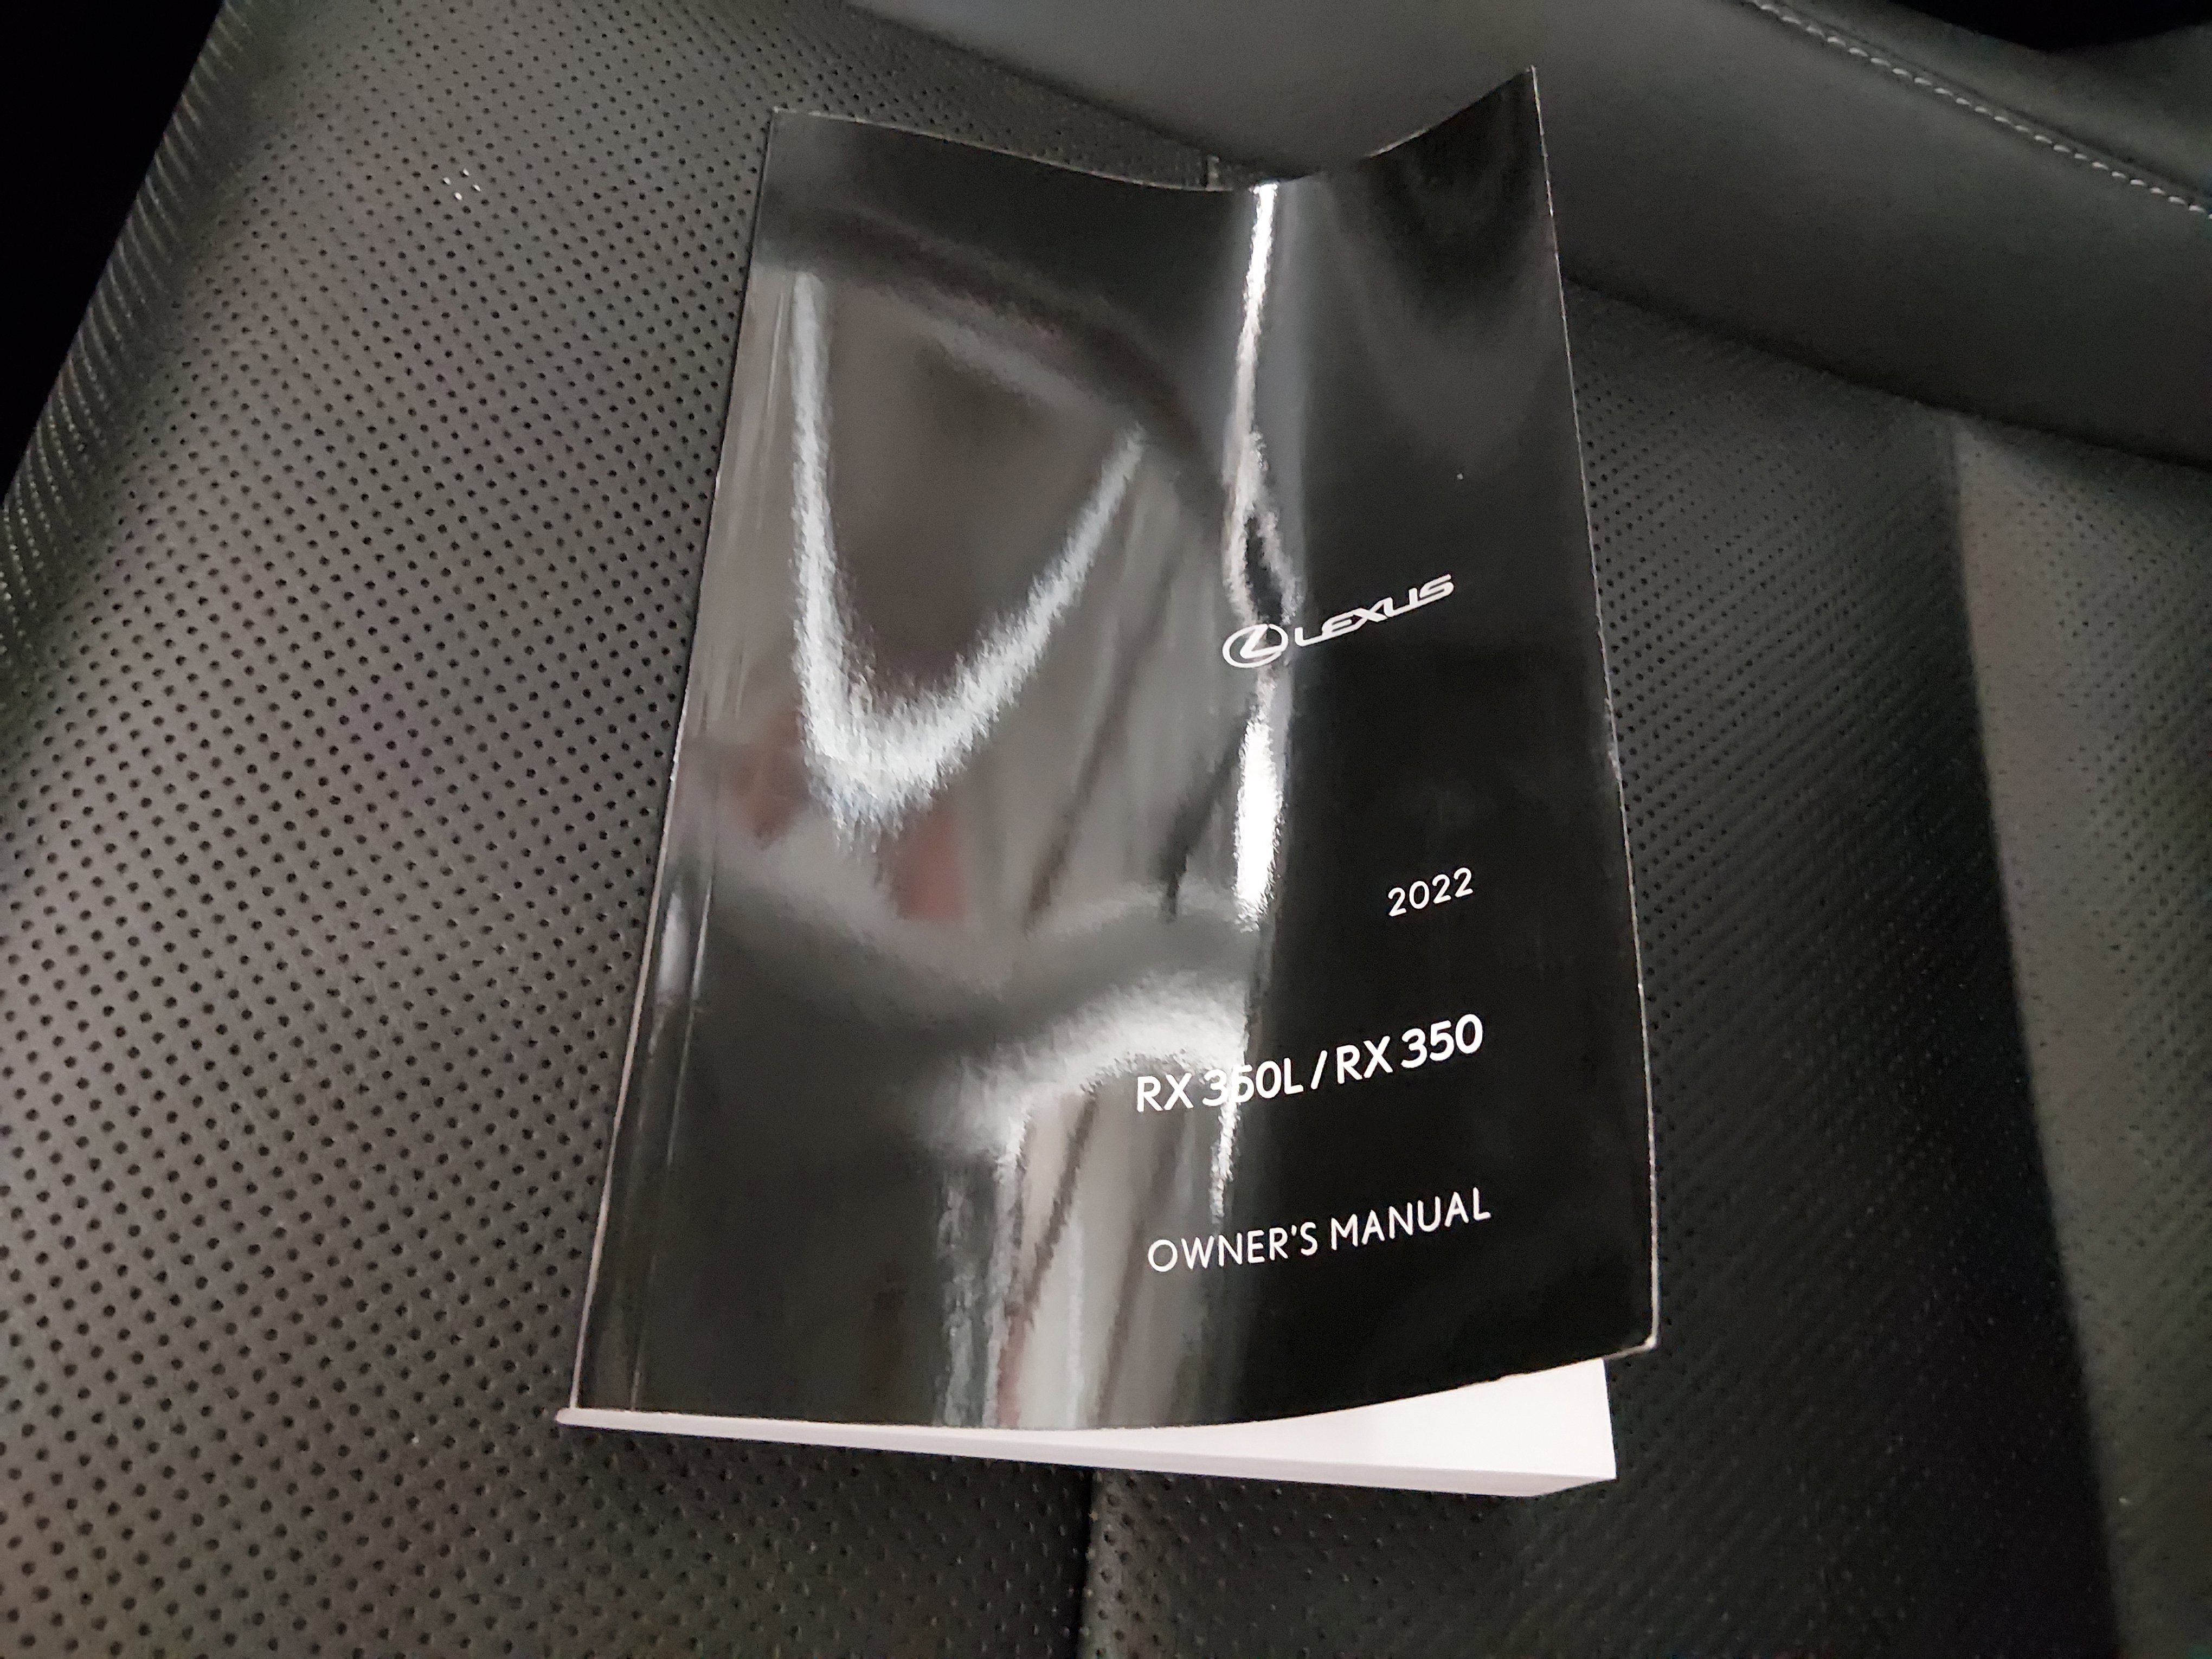 LEXUS
2022
RX 350L / RX 350
OWNER'S MANUAL